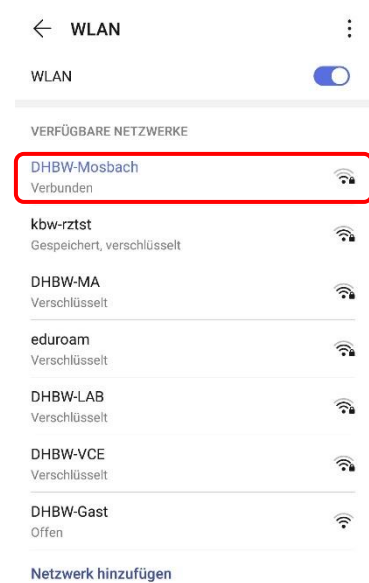 WLAN
WLAN
VERFÜGBARE NETZWERKE
DHBW-Mosbach
Verbunden
kbw-rztst
Gespeichert, verschlüsselt
DHBW-MA
Verschlüsselt
eduroam
Verschlüsselt
DHBW-LAB
Verschlüsselt
DHBW-VCE
Verschlüsselt
DHBW-Gast
Offen
Netzwerk hinzufügen